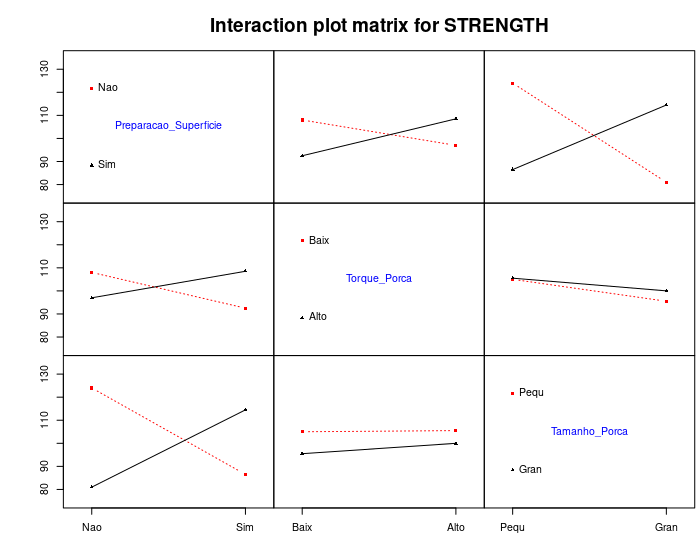 Interaction plot matrix for STRENGTH
130
110
90
80
Nao
Preparacao_Superficie
Sim
130
110
90
80
Baix
Torque_Porca
Alto
130
110
90
80
Pequ
Tamanho_Porca
Gran
Nao Sim Baix Alto Pequ Gran